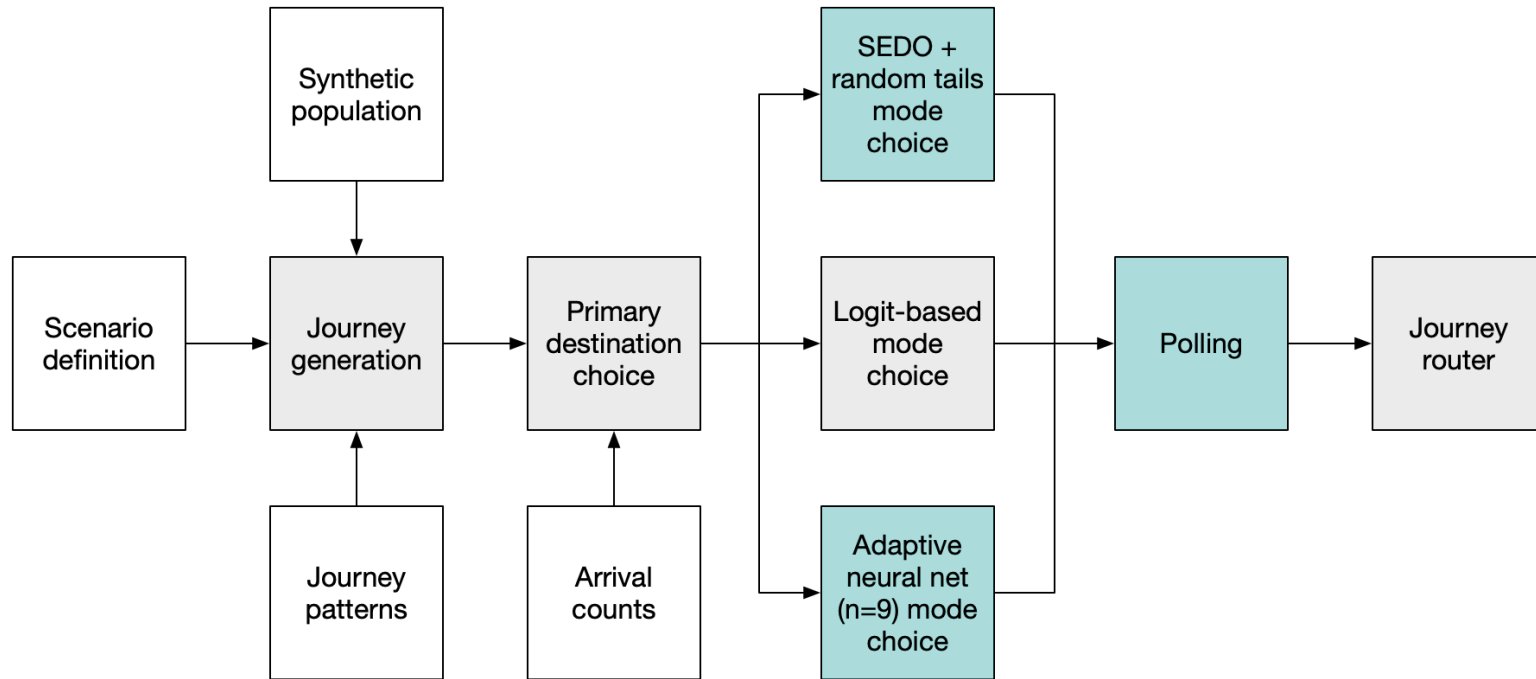 Synthetic
population
SEDO +
random tails
mode
choice
Scenario
definition
Journey
generation
Primary
destination
choice
Logit-based
mode
choice
Polling
Journey
router
Journey
patterns
Arrival
counts
Adaptive
neural net
(n=9) mode
choice